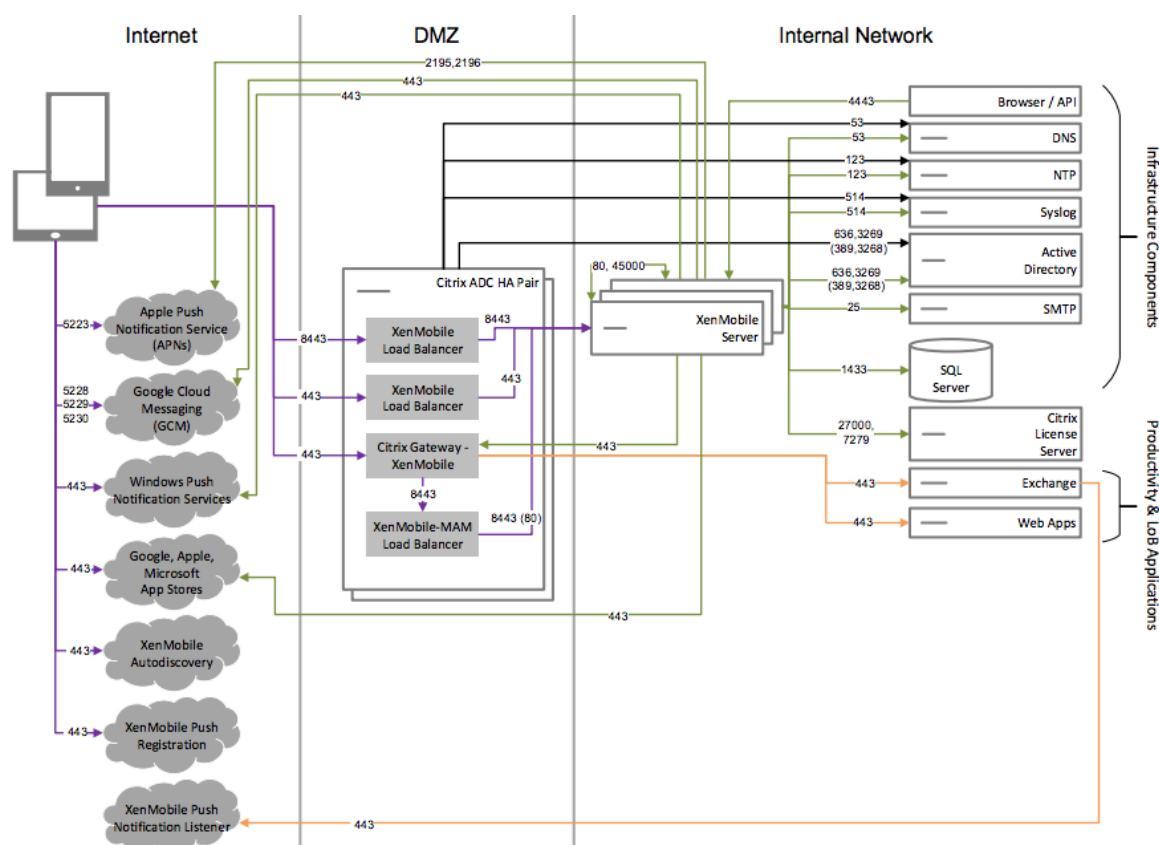 Internet
DMZ
Internal Network
2195,2196
443
443
4443
Browser / API
53
DNS
53
123
NTP
123
514
Syslog
514
636,3269
(389,3268)
Active
Directory
636,3269
(389,3268)
25
SMTP
80, 45000
Citrix ADC HA Pair
XenMobile
Server
1433
SQL
Server
27000,
7279
Citrix
License
Server
443
Exchange
443
Web Apps
Infrastructure Components
Productivity & LoB Applications
5223
Apple Push
Notification Service
(APNs)
8443
XenMobile
Load Balancer
8443
5228
5229
5230
Google Cloud
Messaging
(GCM)
443
XenMobile
Load Balancer
443
443
Citrix Gateway -
XenMobile
443
8443
443
Windows Push
Notification Services
XenMobile-MAM
Load Balancer
8443 (80)
443
Google, Apple,
Microsoft
App Stores
443
443
XenMobile
Autodiscovery
443
XenMobile Push
Registration
XenMobile Push
Notification Listener
443